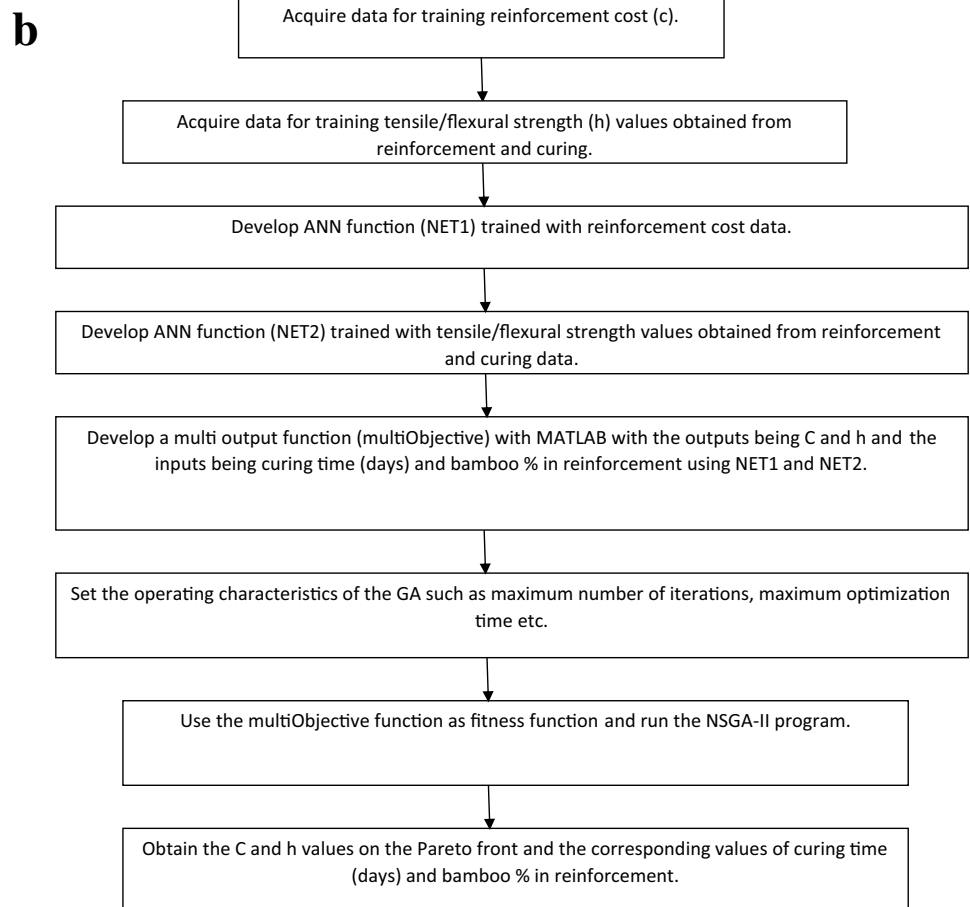 b
Acquire data for training reinforcement cost (c).
Acquire data for training tensile/flexural strength (h) values obtained from
reinforcement and curing.
Develop ANN function (NET1) trained with reinforcement cost data.
Develop ANN function (NET2) trained with tensile/flexural strength values obtained from reinforcement
and curing data.
Develop a multi output function (multiObjective) with MATLAB with the outputs being C and h and the
inputs being curing time (days) and bamboo % in reinforcement using NET1 and NET2.
Set the operating characteristics of the GA such as maximum number of iterations, maximum optimization
time etc.
Use the multiObjective function as fitness function and run the NSGA-II program.
Obtain the C and h values on the Pareto front and the corresponding values of curing time
(days) and bamboo % in reinforcement.